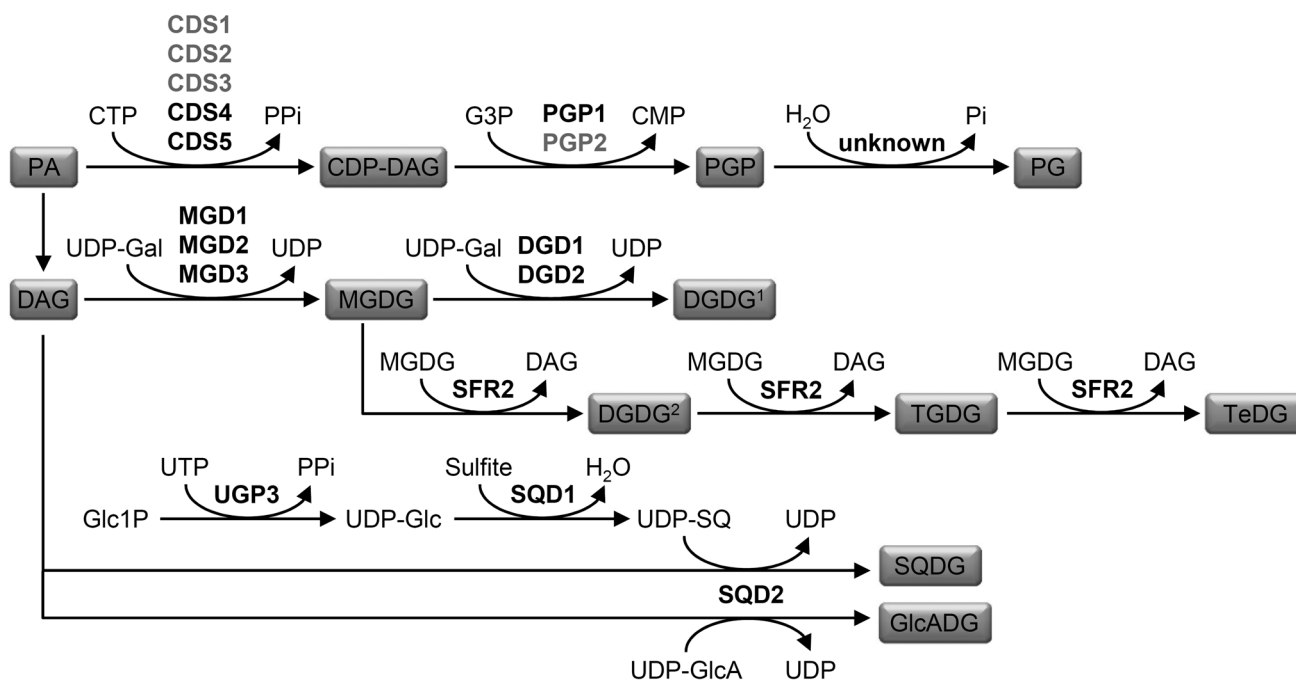 CDS1
CDS2
CDS3
CTP CDS4 PPi
CDS5
G3P PGP1 CMP
PGP2
H₂O unknown Pi
PA CDP-DAG PGP PG
MGD1
UDP-Gal MGD2 UDP
MGD3
UDP-Gal DGD1 UDP
DGD2
DAG MGDG DGDG¹
MGDG SFR2 DAG
MGDG SFR2 DAG
MGDG SFR2 DAG
DGDG² TGDG TeDG
UTP UGP3 PPi
Sulfite SQD1 H₂O
Glc1P UDP-Glc UDP-SQ UDP
SQDG
SQD2
GlcADG
UDP-GlcA UDP